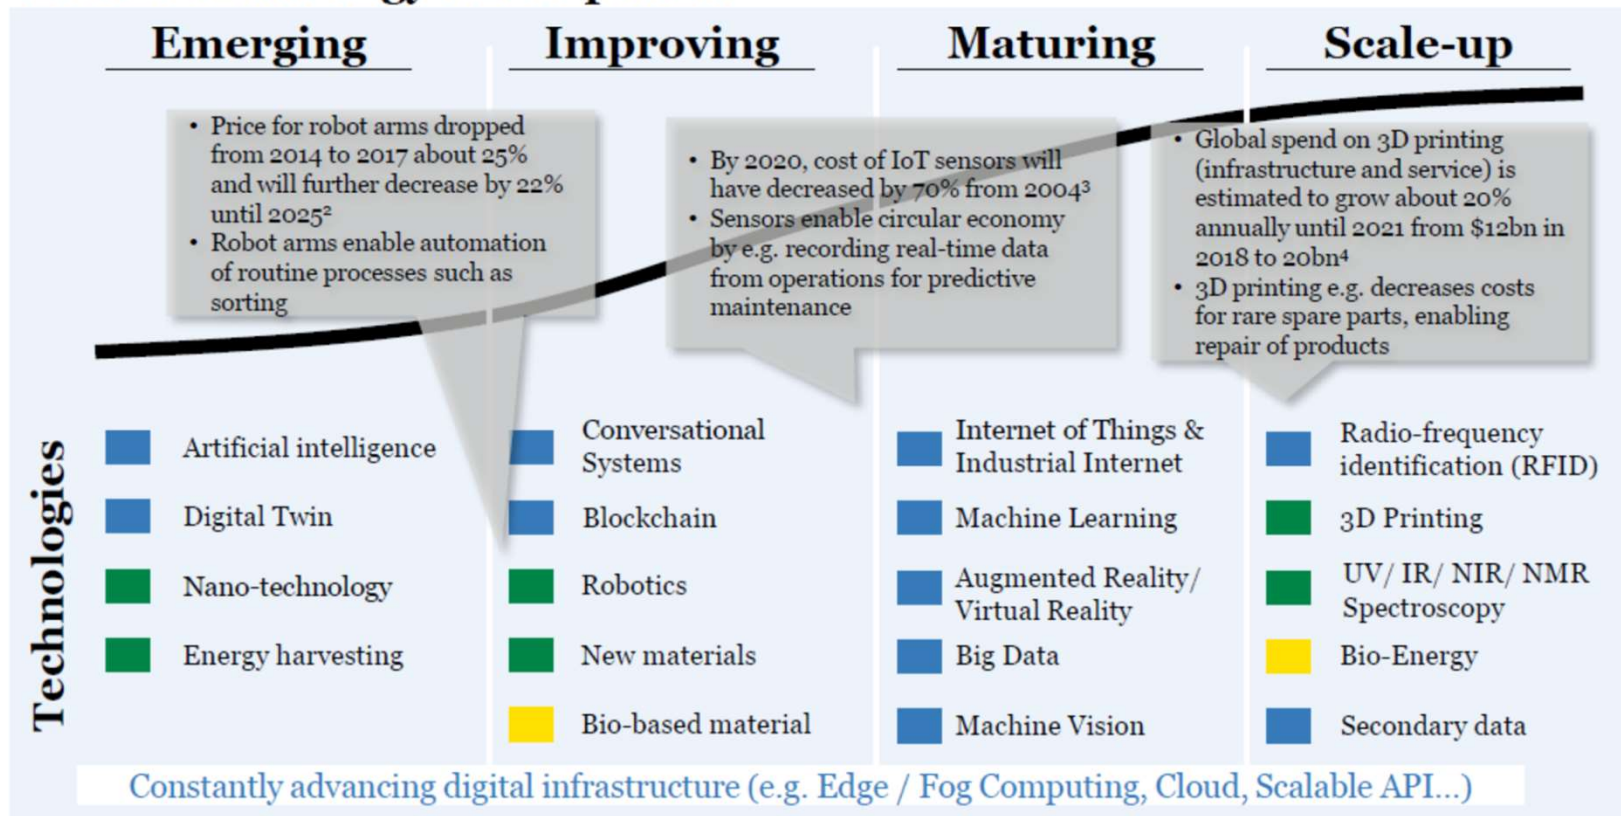 Emerging
Improving
Maturing
Scale-up
• Price for robot arms dropped
from 2014 to 2017 about 25%
and will further decrease by 22%
until 2025²
• Robot arms enable automation
of routine processes such as
sorting
• By 2020, cost of IoT sensors will
have decreased by 70% from 2004³
• Sensors enable circular economy
by e.g. recording real-time data
from operations for predictive
maintenance
• Global spend on 3D printing
(infrastructure and service) is
estimated to grow about 20%
annually until 2021 from $12bn in
2018 to 20bn⁴
• 3D printing e.g. decreases costs
for rare spare parts, enabling
repair of products
Technologies
Artificial intelligence
Digital Twin
Nano-technology
Energy harvesting
Conversational
Systems
Blockchain
Robotics
New materials
Bio-based material
Internet of Things &
Industrial Internet
Machine Learning
Augmented Reality/
Virtual Reality
Big Data
Machine Vision
Radio-frequency
identification (RFID)
3D Printing
UV/ IR/ NIR/ NMR
Spectroscopy
Bio-Energy
Secondary data
Constantly advancing digital infrastructure (e.g. Edge / Fog Computing, Cloud, Scalable API...)